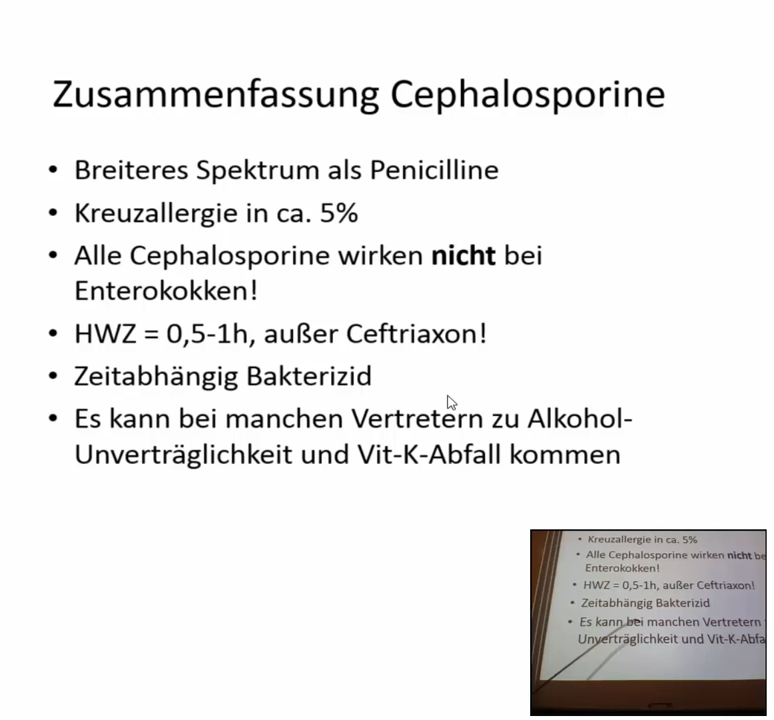 Zusammenfassung Cephalosporine
• Breiteres Spektrum als Penicilline
• Kreuzallergie in ca. 5%
• Alle Cephalosporine wirken nicht bei
Enterokokken!
• HWZ = 0,5-1h, außer Ceftriaxon!
• Zeitabhängig Bakterizid
• Es kann bei manchen Vertretern zu Alkohol-
Unverträglichkeit und Vit-K-Abfall kommen
• Kreuzallergie in ca. 5%
• Alle Cephalosporine wirken nicht be
Enterokokken!
• HWZ = 0,5-1h, außer Ceftriaxon!
• Zeitabhängig Bakterizid
• Es kann bei manchen Vertretern
Unverträglichkeit und Vit-K-Abfa